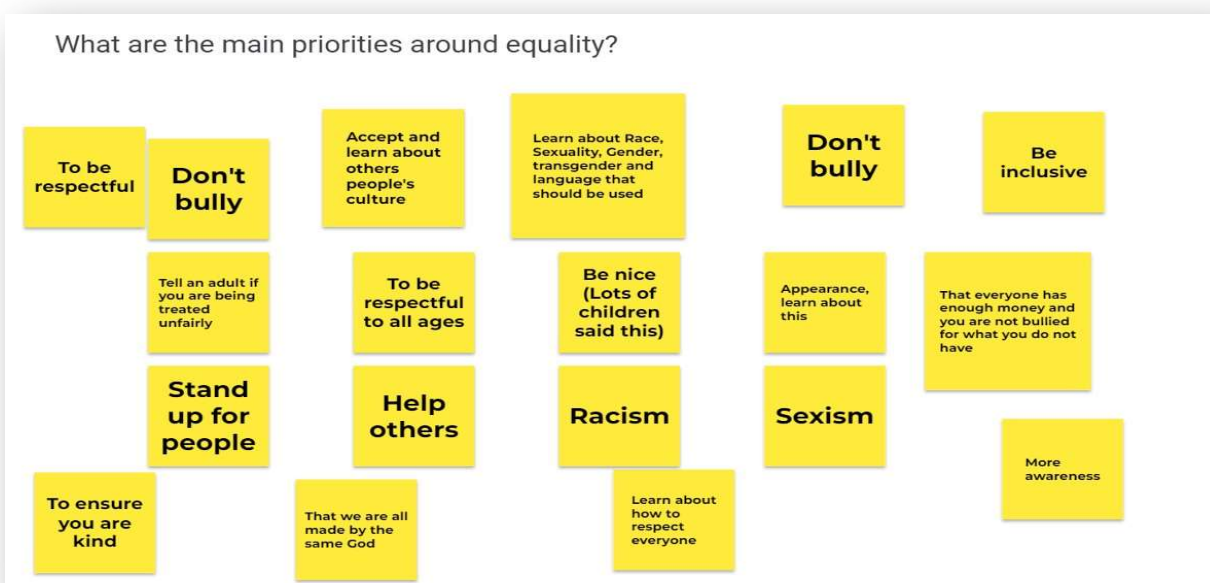 What are the main priorities around equality?
To be
respectful
Don't
bully
Accept and
learn about
others
people's
culture
Learn about Race,
Sexuality, Gender,
transgender and
language that
should be used
Don't
bully
Be
inclusive
Tell an adult if
you are being
treated
unfairly
To be
respectful
to all ages
Be nice
(Lots of
children
said this)
Appearance,
learn about
this
That everyone has
enough money and
you are not bullied
for what you do not
have
Stand
up for
people
Help
others
Racism
Sexism
More
awareness
To ensure
you are
kind
That we are all
made by the
same God
Learn about
how to
respect
everyone